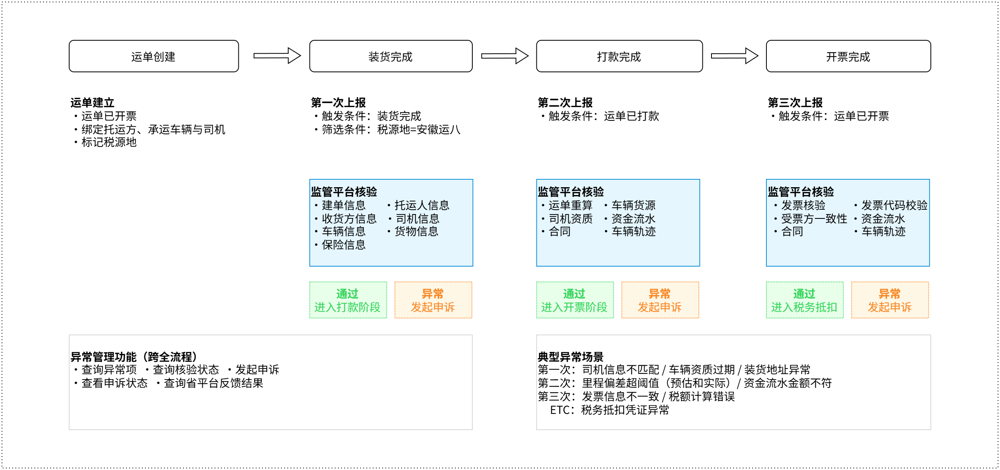 运单创建
装货完成
打款完成
开票完成
运单建立
・运单已开票
・绑定托运方、承运车辆与司机
・标记税源地
第一次上报
・触发条件：装货完成
・筛选条件：税源地=安徽运八
第二次上报
・触发条件：运单已打款
第三次上报
・触发条件：运单已开票
监管平台核验
・建单信息 ・托运人信息
・收货方信息 ・司机信息
・车辆信息 ・货物信息
・保险信息
监管平台核验
・运单重算 ・车辆货源
・司机资质 ・资金流水
・合同 ・车辆轨迹
监管平台核验
・发票核验 ・发票代码校验
・受票方一致性 ・资金流水
・合同 ・车辆轨迹
通过
进入打款阶段
异常
发起申诉
通过
进入开票阶段
异常
发起申诉
通过
进入税务抵扣
异常
发起申诉
异常管理功能（跨全流程）
・查询异常项 ・查询核验状态 ・发起申诉
・查看申诉状态 ・查询省平台反馈结果
典型异常场景
第一次：司机信息不匹配 / 车辆资质过期 / 装货地址异常
第二次：里程偏差超阈值（预估和实际）/ 资金流水金额不符
第三次：发票信息不一致 / 税额计算错误
ETC：税务抵扣凭证异常